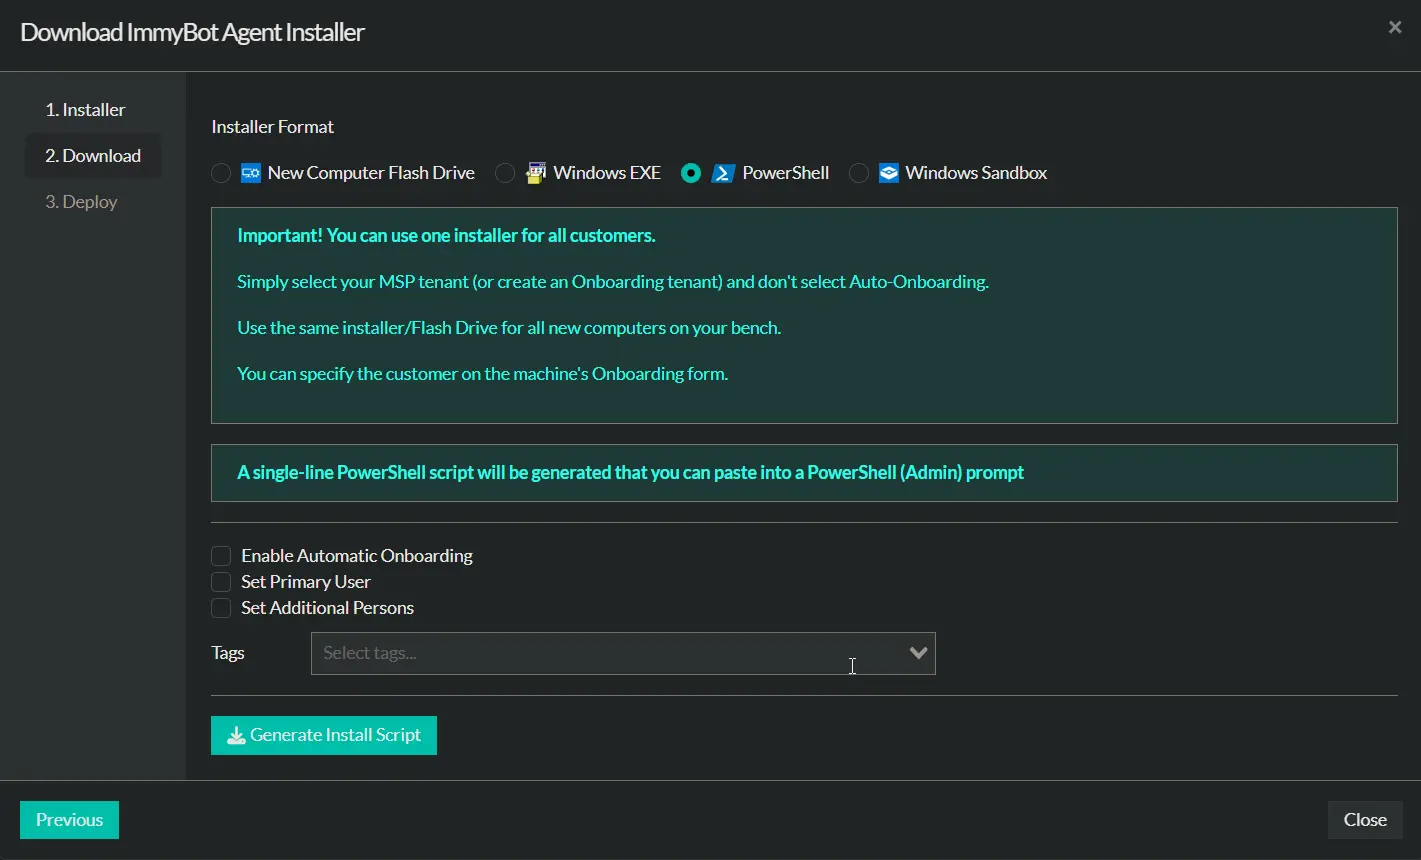 Download ImmyBot Agent Installer
×
1. Installer
2. Download
3. Deploy
Installer Format
New Computer Flash Drive Windows EXE PowerShell Windows Sandbox
Important! You can use one installer for all customers.
Simply select your MSP tenant (or create an Onboarding tenant) and don't select Auto-Onboarding.
Use the same installer/Flash Drive for all new computers on your bench.
You can specify the customer on the machine's Onboarding form.
A single-line PowerShell script will be generated that you can paste into a PowerShell (Admin) prompt
Enable Automatic Onboarding
Set Primary User
Set Additional Persons
Tags Select tags...
Generate Install Script
Previous Close